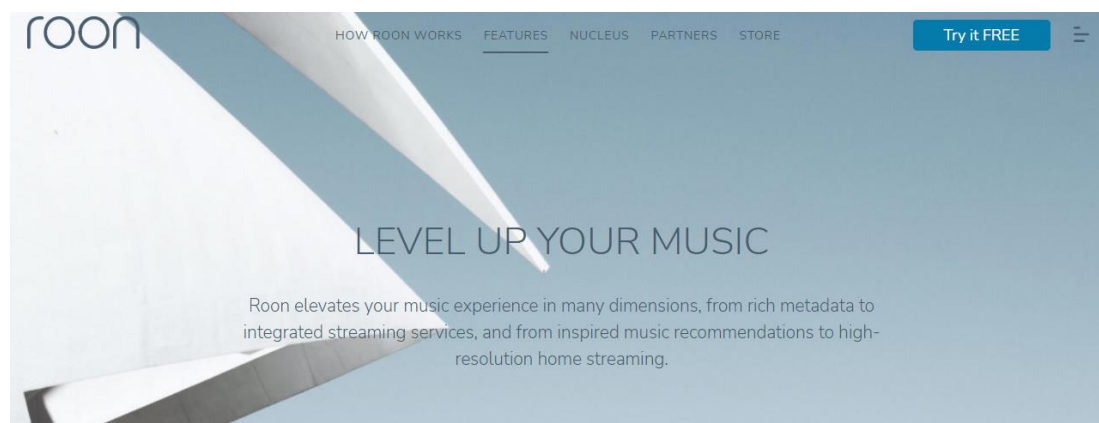 roon
HOW ROON WORKS FEATURES NUCLEUS PARTNERS STORE
Try it FREE
LEVEL UP YOUR MUSIC
Roon elevates your music experience in many dimensions, from rich metadata to
integrated streaming services, and from inspired music recommendations to high-
resolution home streaming.